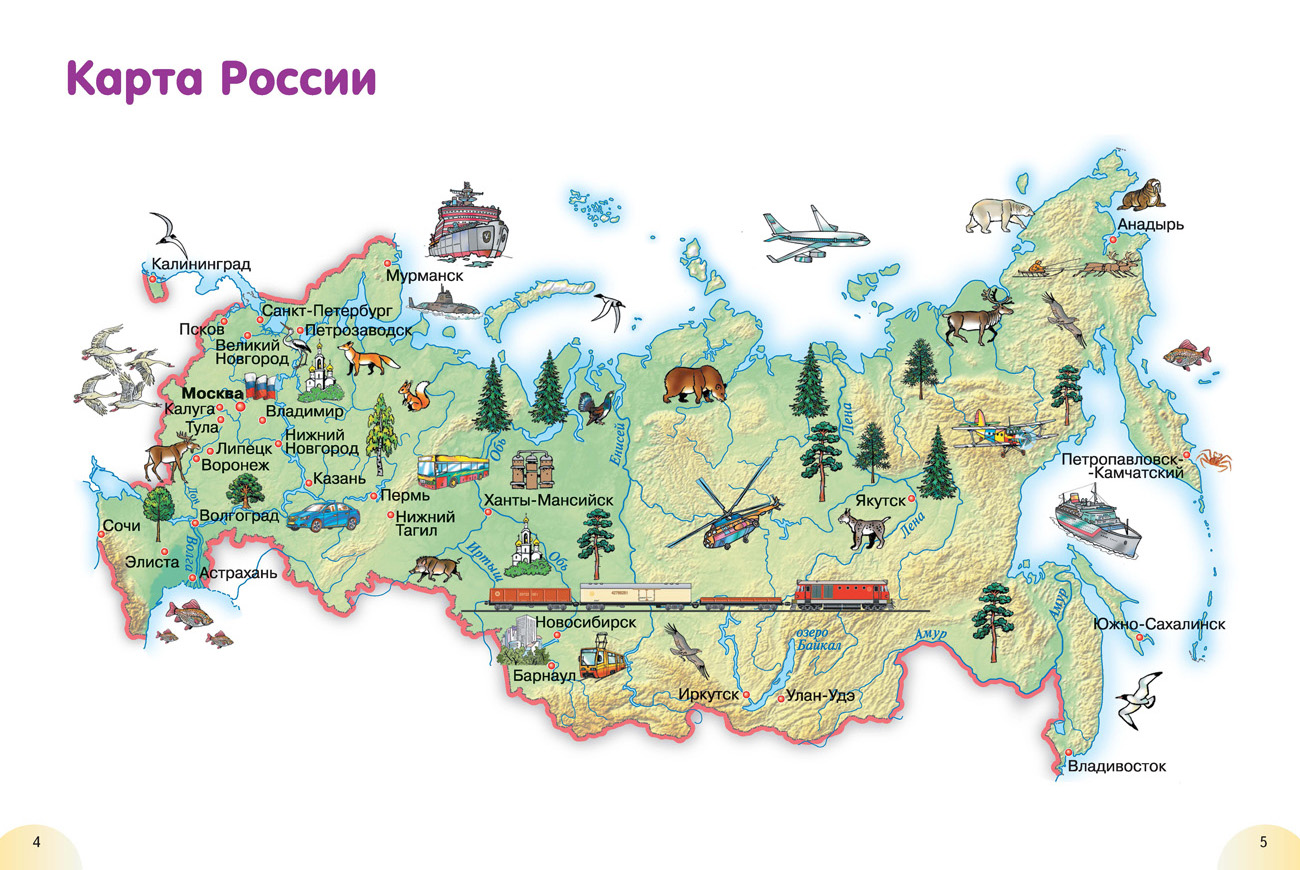 Карта России
Калининград
Мурманск
Анадырь
Санкт-Петербург
Псков
Петрозаводск
Великий
Новгород
Москва
Калуга
Владимир
Тула
Липецк
Нижний
Новгород
Воронеж
Казань
Пермь
Нижний
Тагил
Дон
Волгоград
Сочи
Элиста
Волга
Астрахань
Обь
Енисей
Ханты-Мансийск
Иртыш
Обь
Лена
Якутск
Лена
Петропавловск-
-Камчатский
Новосибирск
Барнаул
озеро
Байкал
Иркутск
Улан-Удэ
Амур
Амур
Южно-Сахалинск
Владивосток
4
5